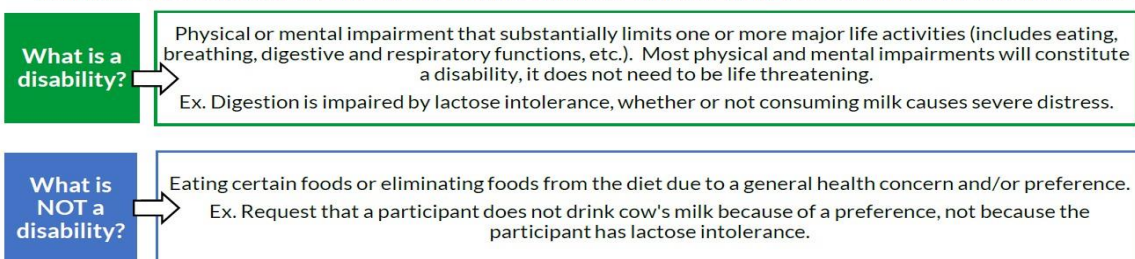 What is a
disability?
Physical or mental impairment that substantially limits one or more major life activities (includes eating,
breathing, digestive and respiratory functions, etc.).  Most physical and mental impairments will constitute
a disability, it does not need to be life threatening.
Ex. Digestion is impaired by lactose intolerance, whether or not consuming milk causes severe distress.
What is
NOT a
disability?
Eating certain foods or eliminating foods from the diet due to a general health concern and/or preference.
Ex. Request that a participant does not drink cow's milk because of a preference, not because the
participant has lactose intolerance.